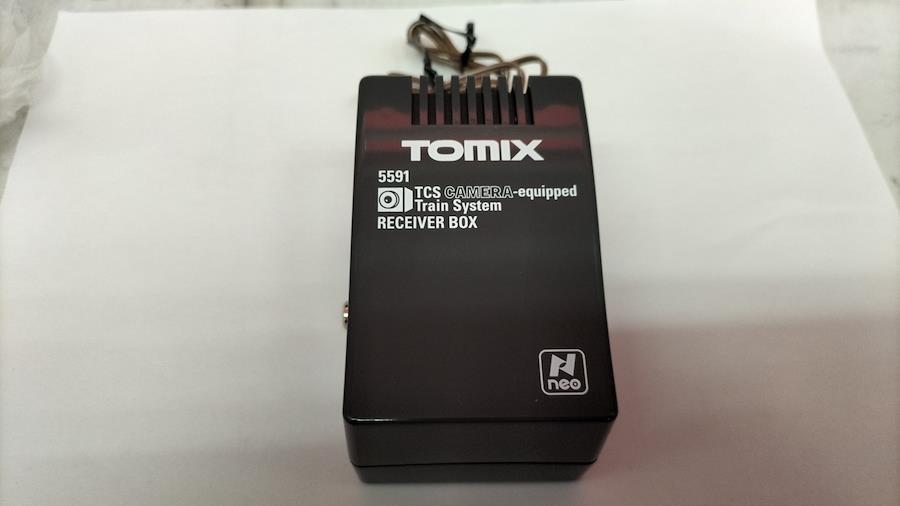 TOMIX
5591
TCS CAMERA-equipped
Train System
RECEIVER BOX
N
neo